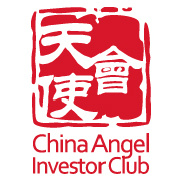 天使
會
China Angel
Investor Club